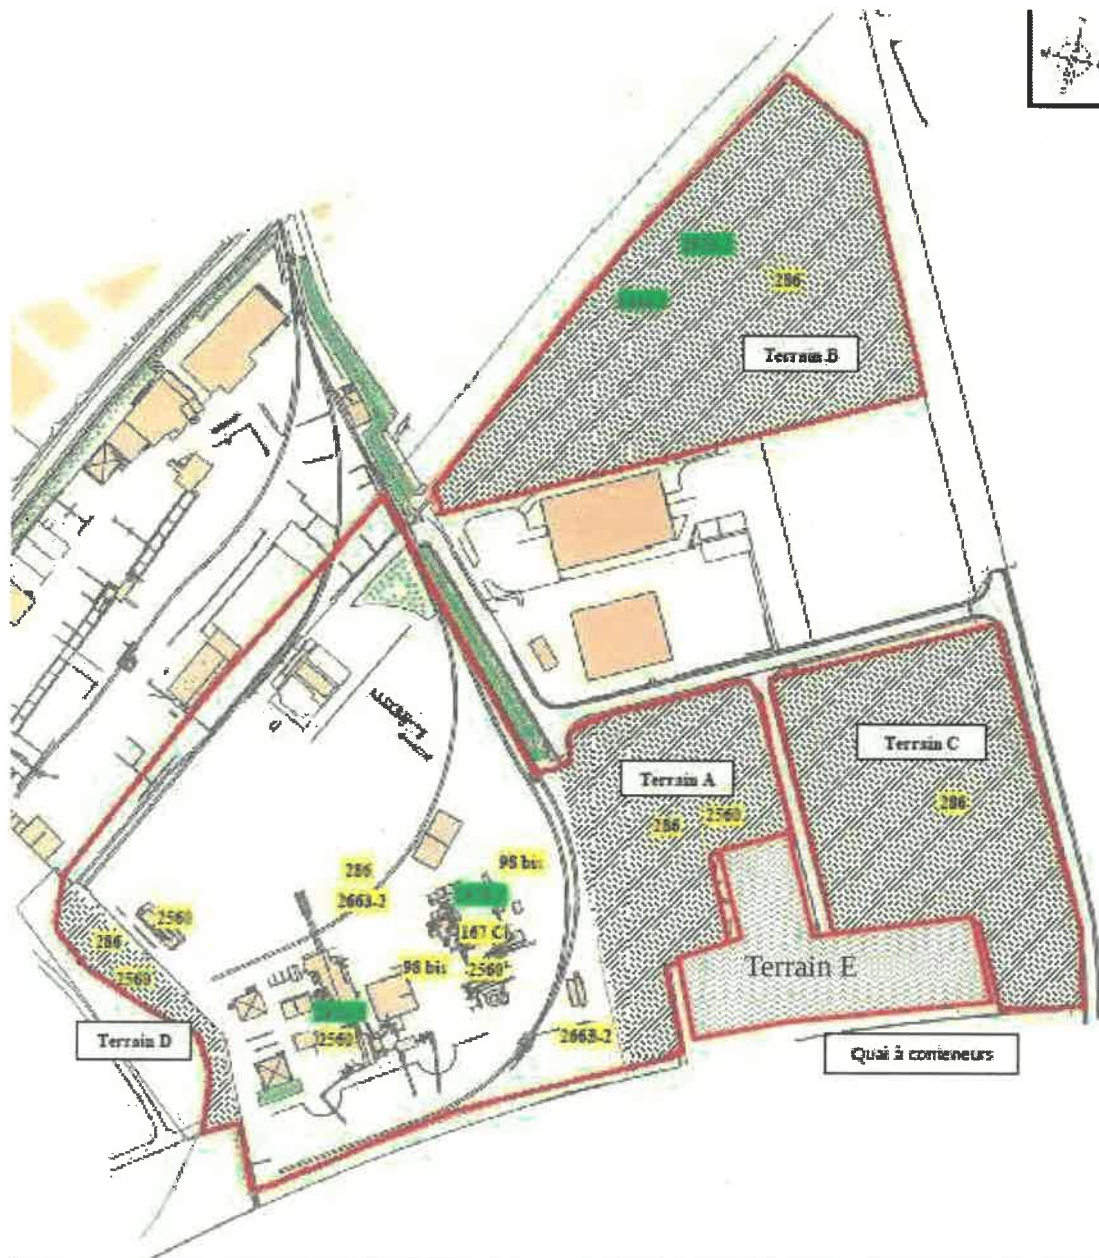 286
Terrain B
Terrain C
Terrain A
286
286
2560
98 bis
286
2663-2
2560
167 C
286
98 bis
2560
2560
Terrain E
Terrain D
2560
2663-2
Quai à conteneurs